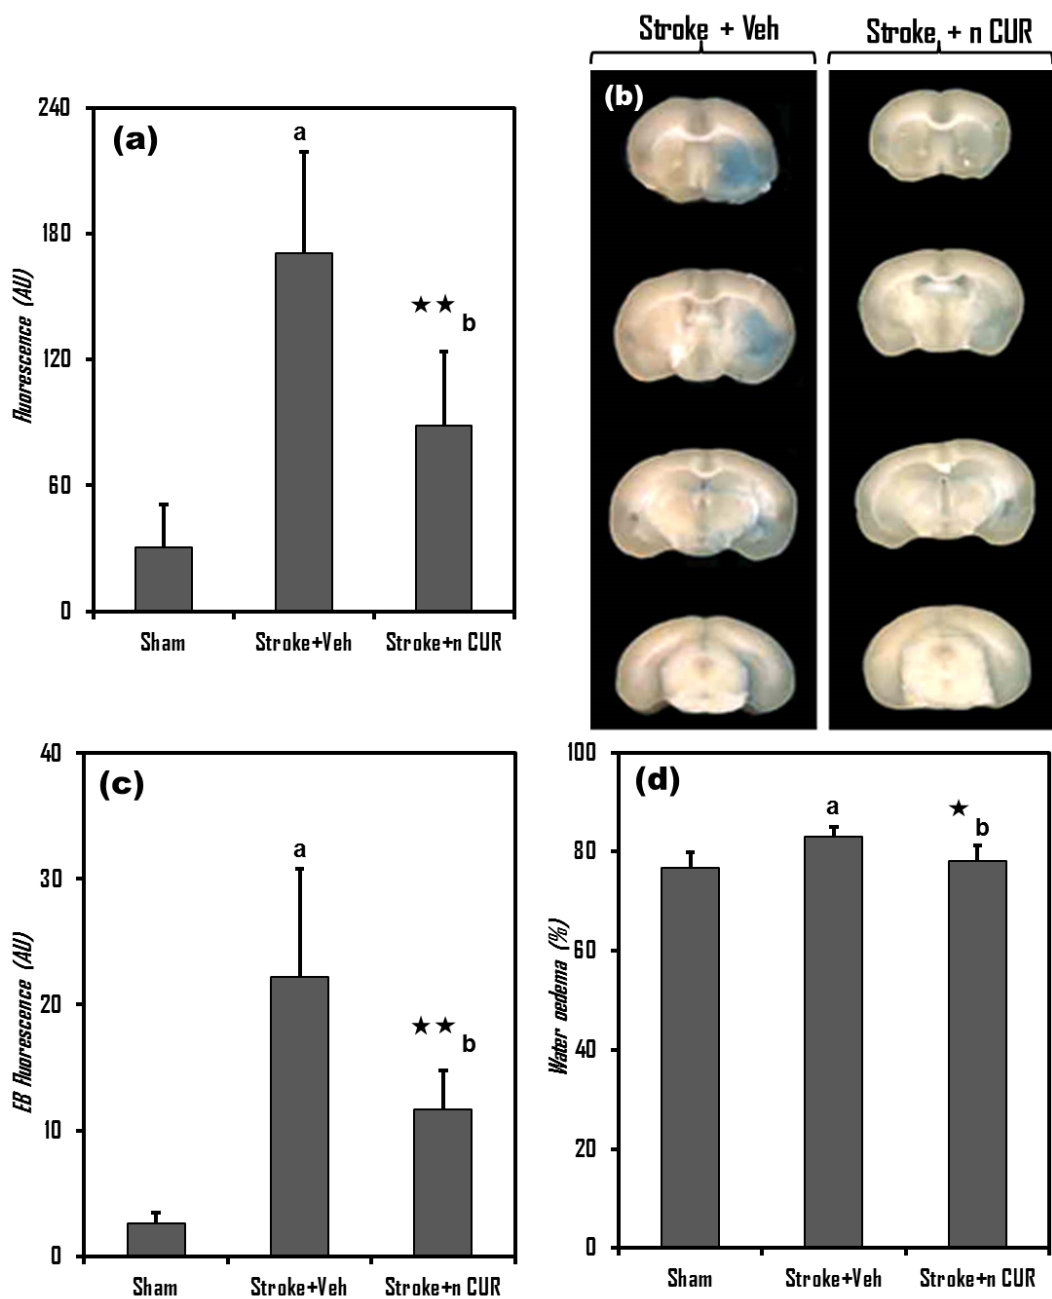 Stroke + Veh
Stroke + n CUR
(a)
240
180
120
60
0
Fluorescence (AU)
a
★★
b
Sham
Stroke+Veh
Stroke+n CUR
(b)
(c)
40
30
20
10
0
EB fluorescence (AU)
a
★★
b
Sham
Stroke+Veh
Stroke+n CUR
(d)
100
80
60
40
20
0
Water oedema (%)
a
★
b
Sham
Stroke+Veh
Stroke+n CUR